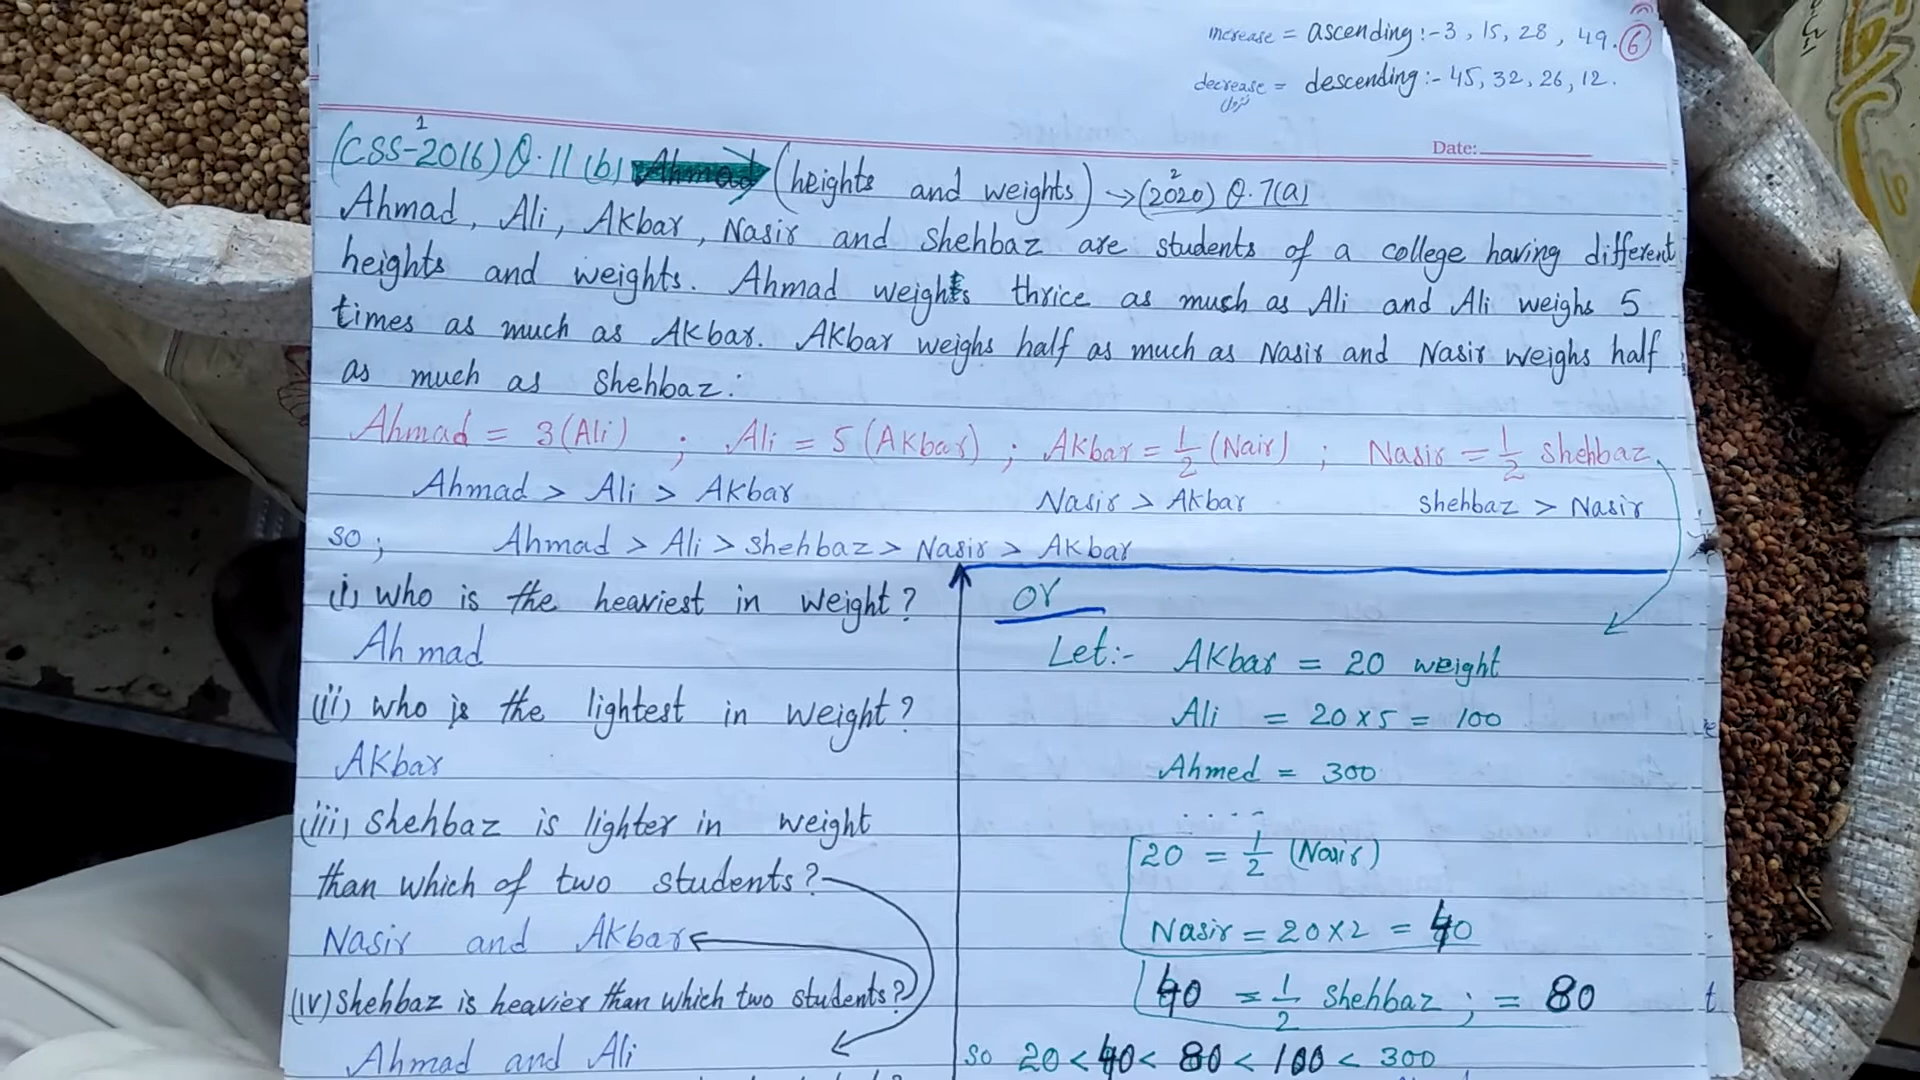 increase = ascending :- 3, 15, 28, 49. 6
decrease = descending :- 45, 32, 26, 12.
Date:
1
(CSS-2016) Q.11 (b) Ahmad (heights and weights) → (2020) Q.7(a)
2
Ahmad, Ali, Akbar, Nasir and Shehbaz are students of a college having different
heights and weights. Ahmad weights thrice as much as Ali and Ali weighs 5
times as much as Akbar. Akbar weighs half as much as Nasir and Nasir weighs half
as much as Shehbaz:
Ahmad = 3(Ali) ; Ali = 5 (Akbar) ; Akbar = 1/2 (Nair) ; Nasir = 1/2 Shehbaz
Ahmad > Ali > Akbar Nasir > Akbar Shehbaz > Nasir
so ; Ahmad > Ali > Shehbaz > Nasir > Akbar
(i) who is the heaviest in weight?
Ahmad
(ii) who is the lightest in weight?
Akbar
(iii) Shehbaz is lighter in weight
than which of two students?
Nasir and Akbar
(iv) Shehbaz is heavier than which two students?
Ahmad and Ali
or
Let:- Akbar = 20 weight
Ali = 20 x 5 = 100
Ahmed = 300
20 = 1/2 (Nasir)
Nasir = 20 x 2 = 40
40 = 1/2 Shehbaz ; = 80
so 20 < 40 < 80 < 100 < 300